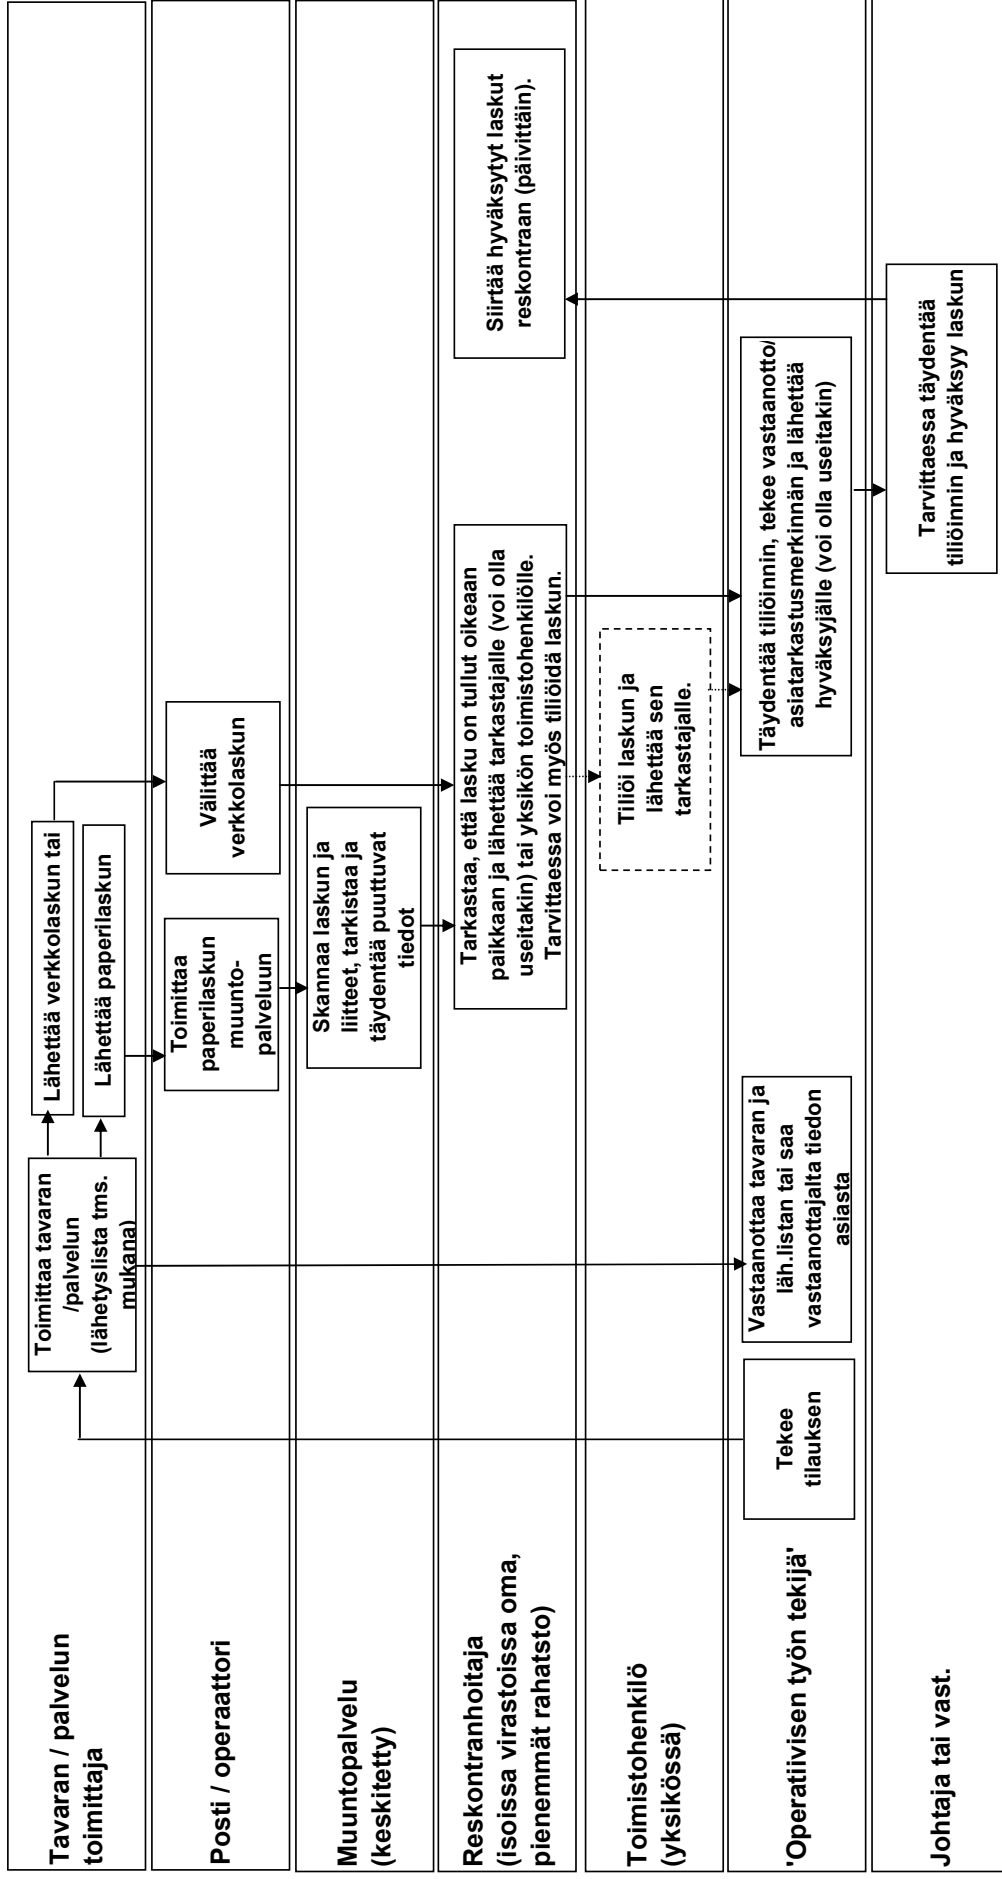 Tavaran / palvelun
toimittaja
Toimittaa tavaran
/palvelun
(lähetyslista tms.
mukana)
Lähettää verkkolaskun tai
Lähettää paperilaskun
Posti / operaattori
Toimittaa
paperilaskun
muunto-
palveluun
Välittää
verkkolaskun
Muuntopalvelu
(keskitetty)
Skannaa laskun ja
liitteet, tarkistaa ja
täydentää puuttuvat
tiedot
Reskontranhoitaja
(isoissa virastoissa oma,
pienemmät rahatsto)
Tarkastaa, että lasku on tullut oikeaan
paikkaan ja lähettää tarkastajalle (voi olla
useitakin) tai yksikön toimistohenkilölle.
Tarvittaessa voi myös tiliöidä laskun.
Siirtää hyväksytyt laskut
reskontraan (päivittäin).
Toimistohenkilö
(yksikössä)
Tiliöi laskun ja
lähettää sen
tarkastajalle.
'Operatiivisen työn tekijä'
Tekee
tilauksen
Vastaanottaa tavaran ja
läh.listan tai saa
vastaanottajalta tiedon
asiasta
Täydentää tiliöinnin, tekee vastaanotto/
asiatarkastusmerkinnän ja lähettää
hyväksyjälle (voi olla useitakin)
Johtaja tai vast.
Tarvittaessa täydentää
tiliöinnin ja hyväksyy laskun